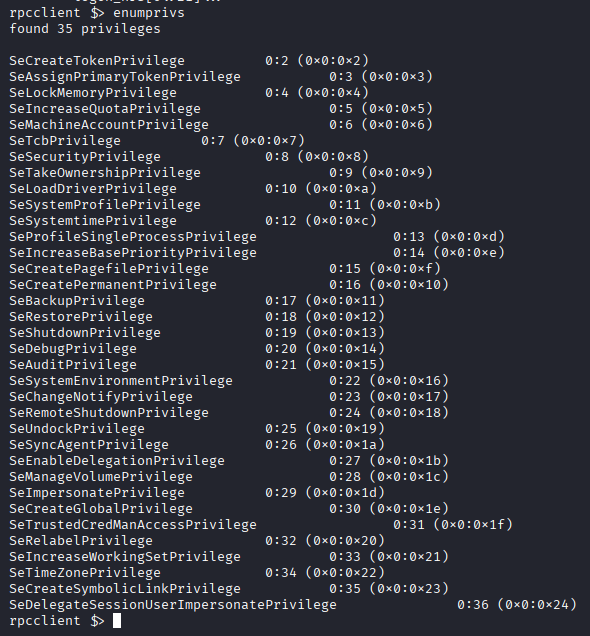 rpcclient $> enumprivs
found 35 privileges
SeCreateTokenPrivilege 0:2 (0×0:0×2)
SeAssignPrimaryTokenPrivilege 0:3 (0×0:0×3)
SeLockMemoryPrivilege 0:4 (0×0:0×4)
SeIncreaseQuotaPrivilege 0:5 (0×0:0×5)
SeMachineAccountPrivilege 0:6 (0×0:0×6)
SeTcbPrivilege 0:7 (0×0:0×7)
SeSecurityPrivilege 0:8 (0×0:0×8)
SeTakeOwnershipPrivilege 0:9 (0×0:0×9)
SeLoadDriverPrivilege 0:10 (0×0:0×a)
SeSystemProfilePrivilege 0:11 (0×0:0×b)
SeSystemtimePrivilege 0:12 (0×0:0×c)
SeProfileSingleProcessPrivilege 0:13 (0×0:0×d)
SeIncreaseBasePriorityPrivilege 0:14 (0×0:0×e)
SeCreatePagefilePrivilege 0:15 (0×0:0×f)
SeCreatePermanentPrivilege 0:16 (0×0:0×10)
SeBackupPrivilege 0:17 (0×0:0×11)
SeRestorePrivilege 0:18 (0×0:0×12)
SeShutdownPrivilege 0:19 (0×0:0×13)
SeDebugPrivilege 0:20 (0×0:0×14)
SeAuditPrivilege 0:21 (0×0:0×15)
SeSystemEnvironmentPrivilege 0:22 (0×0:0×16)
SeChangeNotifyPrivilege 0:23 (0×0:0×17)
SeRemoteShutdownPrivilege 0:24 (0×0:0×18)
SeUndockPrivilege 0:25 (0×0:0×19)
SeSyncAgentPrivilege 0:26 (0×0:0×1a)
SeEnableDelegationPrivilege 0:27 (0×0:0×1b)
SeManageVolumePrivilege 0:28 (0×0:0×1c)
SeImpersonatePrivilege 0:29 (0×0:0×1d)
SeCreateGlobalPrivilege 0:30 (0×0:0×1e)
SeTrustedCredManAccessPrivilege 0:31 (0×0:0×1f)
SeRelabelPrivilege 0:32 (0×0:0×20)
SeIncreaseWorkingSetPrivilege 0:33 (0×0:0×21)
SeTimeZonePrivilege 0:34 (0×0:0×22)
SeCreateSymbolicLinkPrivilege 0:35 (0×0:0×23)
SeDelegateSessionUserImpersonatePrivilege 0:36 (0×0:0×24)
rpcclient $>